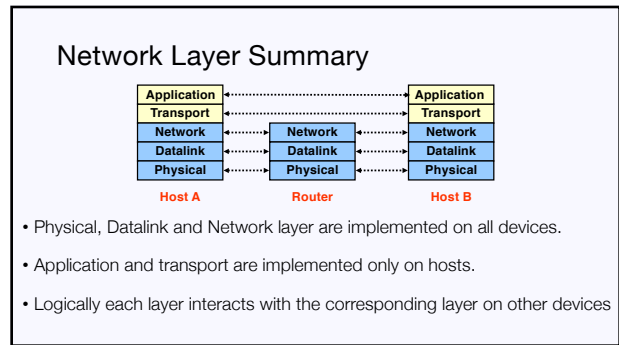 Network Layer Summary
Application Application
Transport Transport
Network Network Network
Datalink Datalink Datalink
Physical Physical Physical
Host A Router Host B
• Physical, Datalink and Network layer are implemented on all devices.
• Application and transport are implemented only on hosts.
• Logically each layer interacts with the corresponding layer on other devices